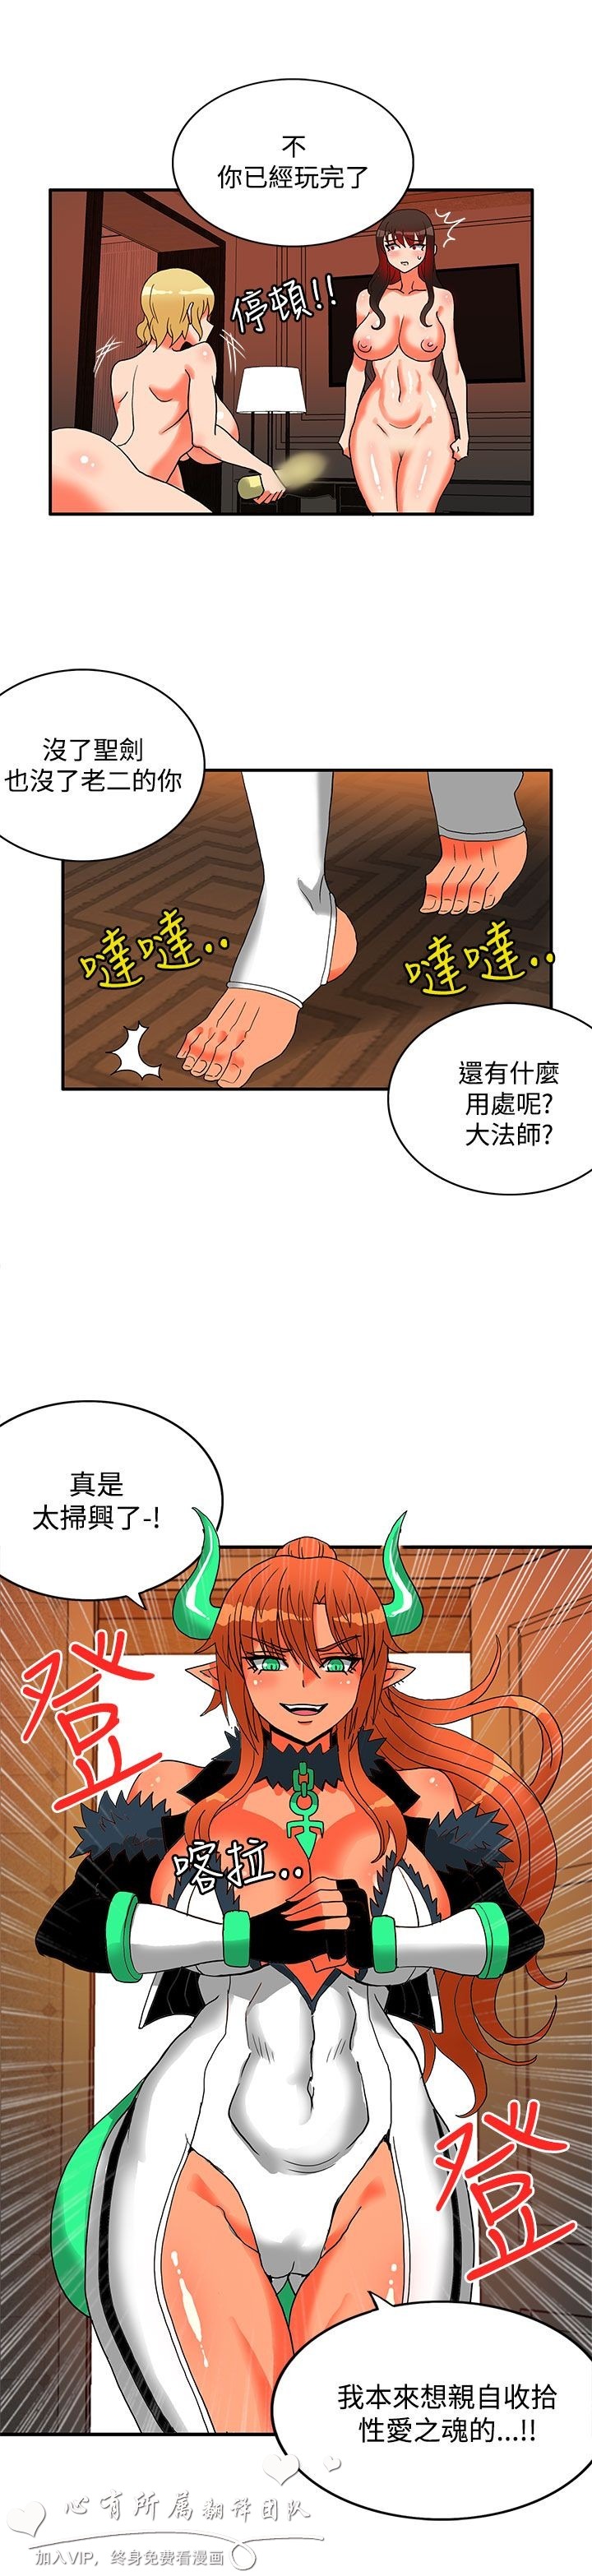 不
你已經玩完了
停頓!!
沒了聖劍
也沒了老二的你
噠噠..
噠噠..
還有什麼
用處呢?
大法師?
真是
太掃興了-!
登
喀拉..
登
我本來想親自收拾
性愛之魂的...!!
心有所属翻译团队
加入VIP，终身免费看漫画